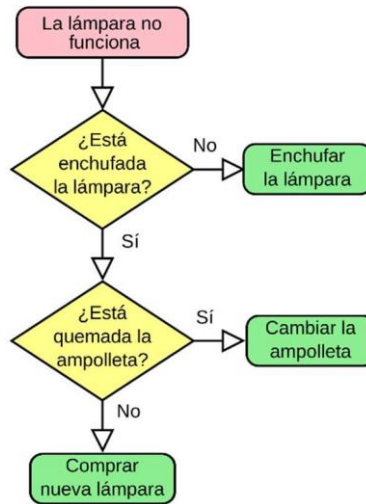 La lámpara no
funciona
¿Está
enchufada
la lámpara?
No
Enchufar
la lámpara
Sí
¿Está
quemada la
ampolleta?
Sí
Cambiar la
ampolleta
No
Comprar
nueva lámpara